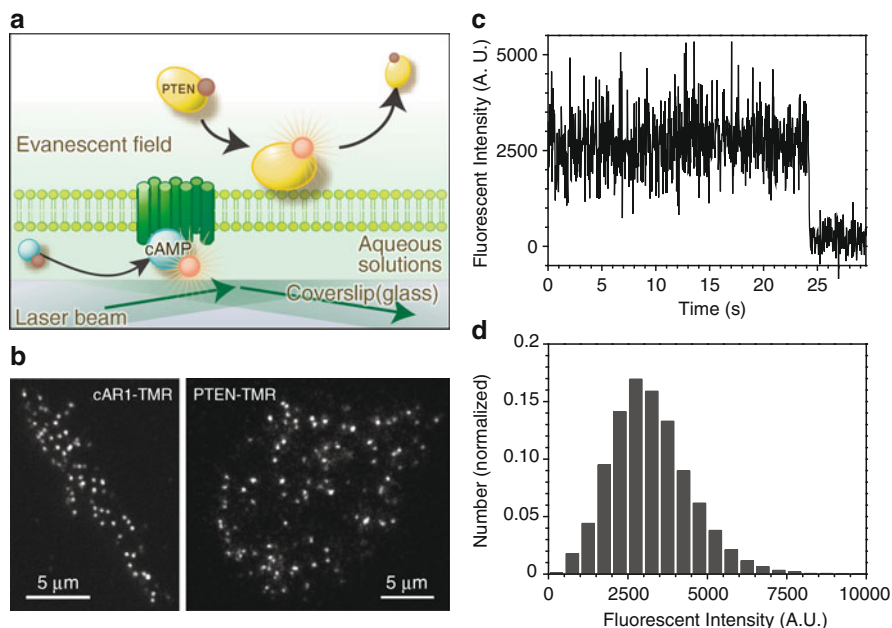 a
PTEN
Evanescent field
cAMP
Aqueous
solutions
Coverslip(glass)
Laser beam
b
cAR1-TMR
PTEN-TMR
5 μm
5 μm
c
Fluorescent Intensity (A. U.)
5000
2500
0
0 5 10 15 20 25
Time (s)
d
Number (normalized)
0.2
0.15
0.10
0.05
0
0 2500 5000 7500 10000
Fluorescent Intensity (A.U.)